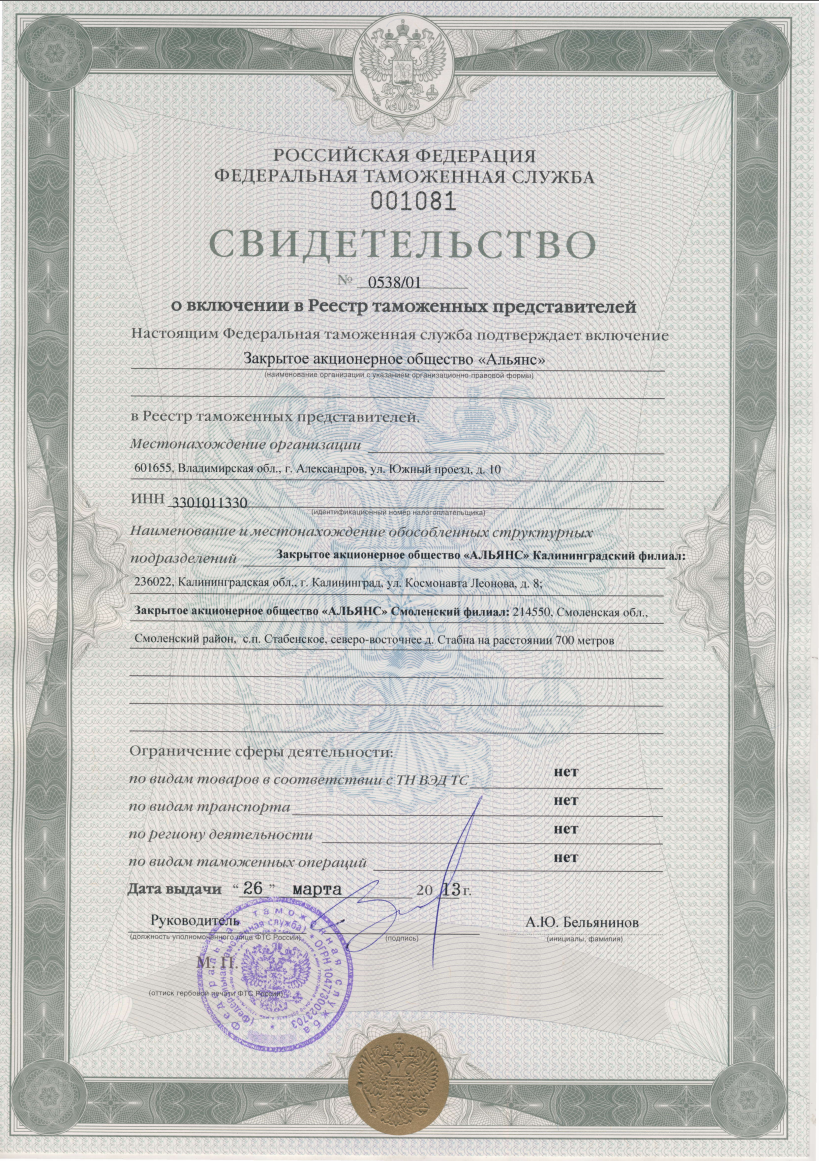 РОССИЙСКАЯ ФЕДЕРАЦИЯ
ФЕДЕРАЛЬНАЯ ТАМОЖЕННАЯ СЛУЖБА
001081
СВИДЕТЕЛЬСТВО
№ 0538/01
о включении в Реестр таможенных представителей
Настоящим Федеральная таможенная служба подтверждает включение
Закрытое акционерное общество «Альянс»
(наименование организации с указанием организационно-правовой формы)
в Реестр таможенных представителей.
Местонахождение организации
601655, Владимирская обл., г. Александров, ул. Южный проезд, д. 10
ИНН 3301011330
(идентификационный номер налогоплательщика)
Наименование и местонахождение обособленных структурных
подразделений Закрытое акционерное общество «АЛЬЯНС» Калининградский филиал:
236022, Калининградская обл., г. Калининград, ул. Космонавта Леонова, д. 8;
Закрытое акционерное общество «АЛЬЯНС» Смоленский филиал: 214550, Смоленская обл.,
Смоленский район, с.п. Стабенское, северо-восточнее д. Стабна на расстоянии 700 метров
Ограничение сферы деятельности:
по видам товаров в соответствии с ТН ВЭД ТС нет
по видам транспорта нет
по региону деятельности нет
по видам таможенных операций нет
Дата выдачи “ 26 ” марта 20 13 г.
Руководитель А.Ю. Бельянинов
(должность уполномоченного лица ФТС России) (подпись) (инициалы, фамилия)
М. П.
(оттиск гербовой печати ФТС России)
Федеральная таможенная служба
(Федеральная таможенная служба) * ОГРН 1047730023703